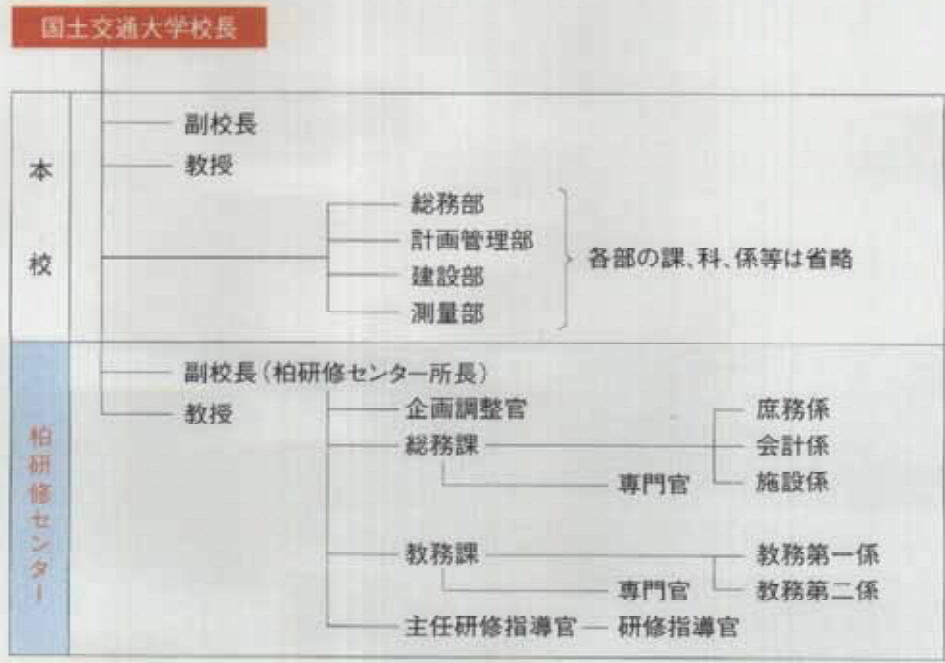 国土交通大学校長
本校
副校長
教授
総務部
計画管理部
建設部
測量部
各部の課、科、係等は省略
柏研修センター
副校長（柏研修センター所長）
教授
企画調整官
総務課
専門官
庶務係
会計係
施設係
教務課
専門官
教務第一係
教務第二係
主任研修指導官
研修指導官